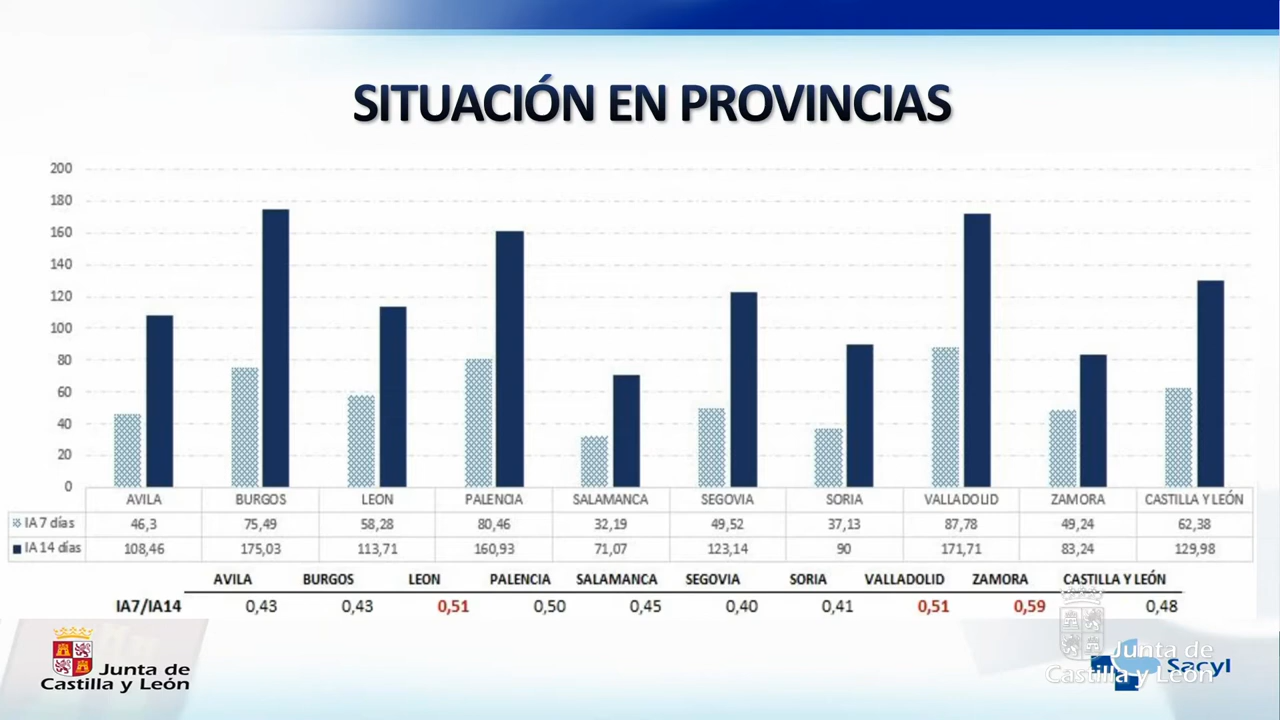 SITUACIÓN EN PROVINCIAS
200
180
160
140
120
100
80
60
40
20
0
AVILA BURGOS LEON PALENCIA SALAMANCA SEGOVIA SORIA VALLADOLID ZAMORA CASTILLA Y LEÓN
IA 7 días 46,3 75,49 58,28 80,46 32,19 49,52 37,13 87,78 49,24 62,38
IA 14 días 108,46 175,03 113,71 160,93 71,07 123,14 90 171,71 83,24 129,98
AVILA BURGOS LEON PALENCIA SALAMANCA SEGOVIA SORIA VALLADOLID ZAMORA CASTILLA Y LEÓN
IA7/IA14 0,43 0,43 0,51 0,50 0,45 0,40 0,41 0,51 0,59 0,48
Junta de
Castilla y León
Junta de
Castilla y León
Sacyl